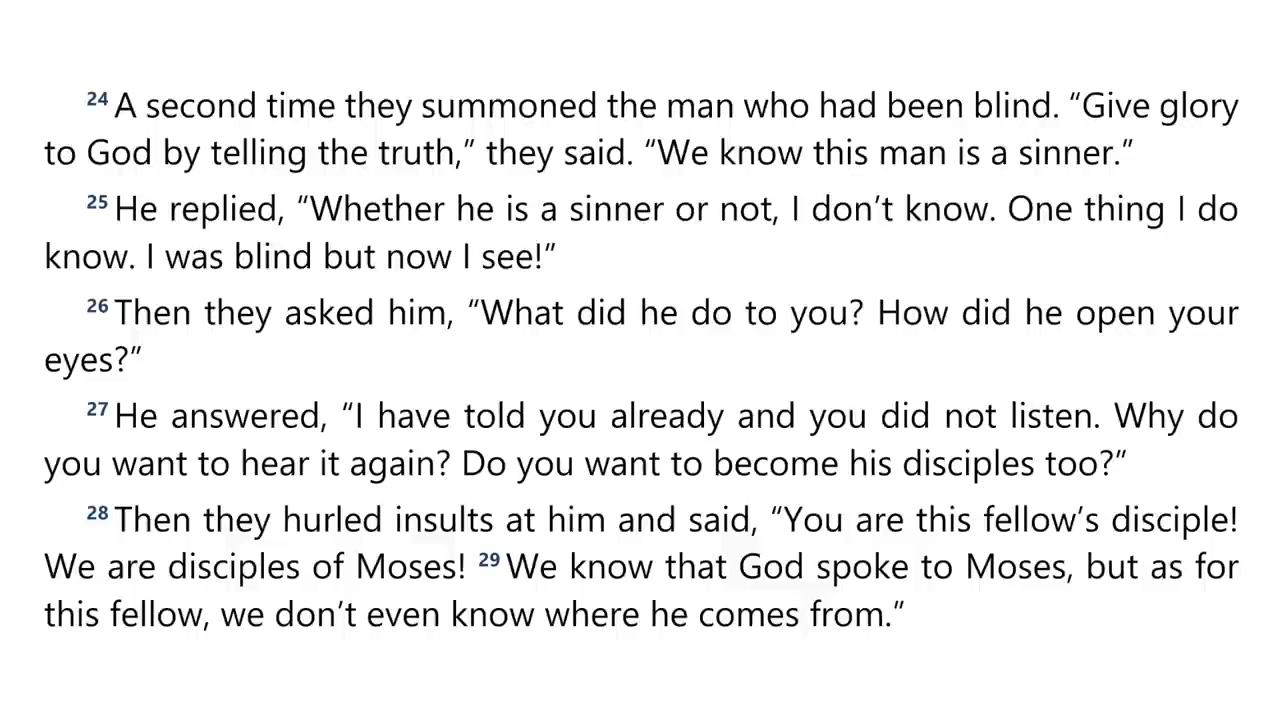 24 A second time they summoned the man who had been blind. “Give glory
to God by telling the truth,” they said. “We know this man is a sinner.”
25 He replied, “Whether he is a sinner or not, I don’t know. One thing I do
know. I was blind but now I see!”
26 Then they asked him, “What did he do to you? How did he open your
eyes?”
27 He answered, “I have told you already and you did not listen. Why do
you want to hear it again? Do you want to become his disciples too?”
28 Then they hurled insults at him and said, “You are this fellow’s disciple!
We are disciples of Moses! 29 We know that God spoke to Moses, but as for
this fellow, we don’t even know where he comes from.”